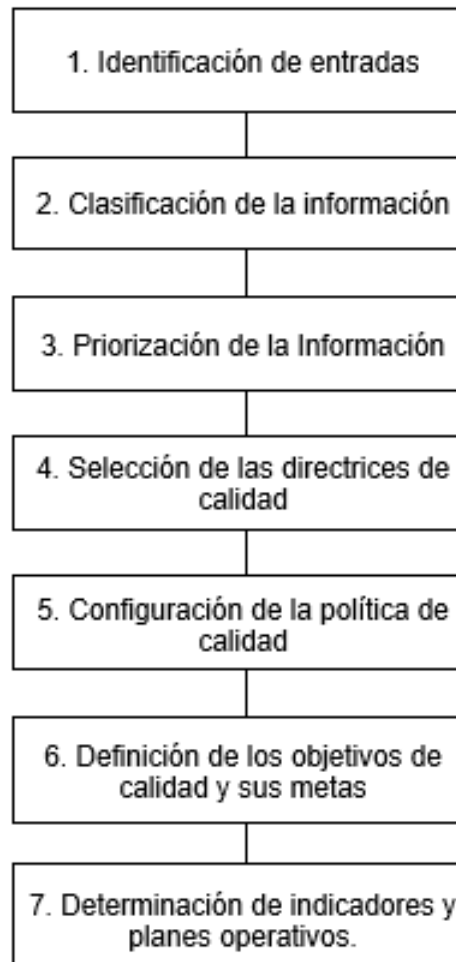 1. Identificación de entradas
2. Clasificación de la información
3. Priorización de la Información
4. Selección de las directrices de
calidad
5. Configuración de la política de
calidad
6. Definición de los objetivos de
calidad y sus metas
7. Determinación de indicadores y
planes operativos.